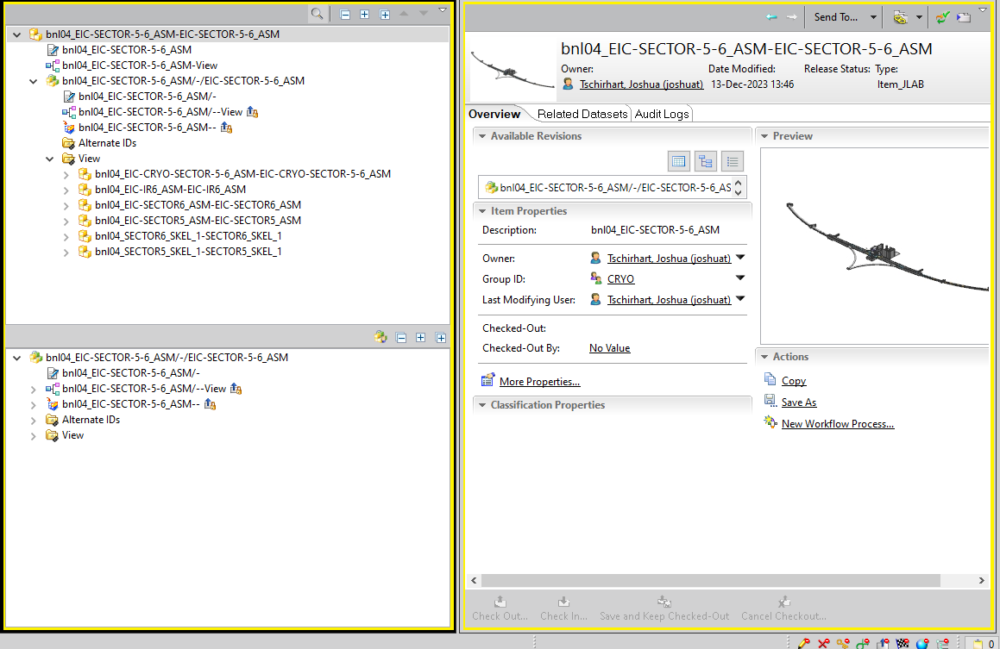 bnl04_EIC-SECTOR-5-6_ASM-EIC-SECTOR-5-6_ASM
bnl04_EIC-SECTOR-5-6_ASM
bnl04_EIC-SECTOR-5-6_ASM-View
bnl04_EIC-SECTOR-5-6_ASM/-/EIC-SECTOR-5-6_ASM
bnl04_EIC-SECTOR-5-6_ASM/-
bnl04_EIC-SECTOR-5-6_ASM/--View
bnl04_EIC-SECTOR-5-6_ASM--
Alternate IDs
View
bnl04_EIC-CRYO-SECTOR-5-6_ASM-EIC-CRYO-SECTOR-5-6_ASM
bnl04_EIC-IR6_ASM-EIC-IR6_ASM
bnl04_EIC-SECTOR6_ASM-EIC-SECTOR6_ASM
bnl04_EIC-SECTOR5_ASM-EIC-SECTOR5_ASM
bnl04_SECTOR6_SKEL_1-SECTOR6_SKEL_1
bnl04_SECTOR5_SKEL_1-SECTOR5_SKEL_1
bnl04_EIC-SECTOR-5-6_ASM/-/EIC-SECTOR-5-6_ASM
bnl04_EIC-SECTOR-5-6_ASM/-
bnl04_EIC-SECTOR-5-6_ASM/--View
bnl04_EIC-SECTOR-5-6_ASM--
Alternate IDs
View
Send To...
bnl04_EIC-SECTOR-5-6_ASM-EIC-SECTOR-5-6_ASM
Owner: Date Modified: Release Status: Type:
Tschirhart, Joshua (joshuat) 13-Dec-2023 13:46 Item_JLAB
Overview Related Datasets Audit Logs
Available Revisions
bnl04_EIC-SECTOR-5-6_ASM/-/EIC-SECTOR-5-6_AS
Item Properties
Description: bnl04_EIC-SECTOR-5-6_ASM
Owner: Tschirhart, Joshua (joshuat)
Group ID: CRYO
Last Modifying User: Tschirhart, Joshua (joshuat)
Checked-Out:
Checked-Out By: No Value
More Properties...
Classification Properties
Preview
Actions
Copy
Save As
New Workflow Process...
Check Out... Check In... Save and Keep Checked-Out Cancel Checkout...
0